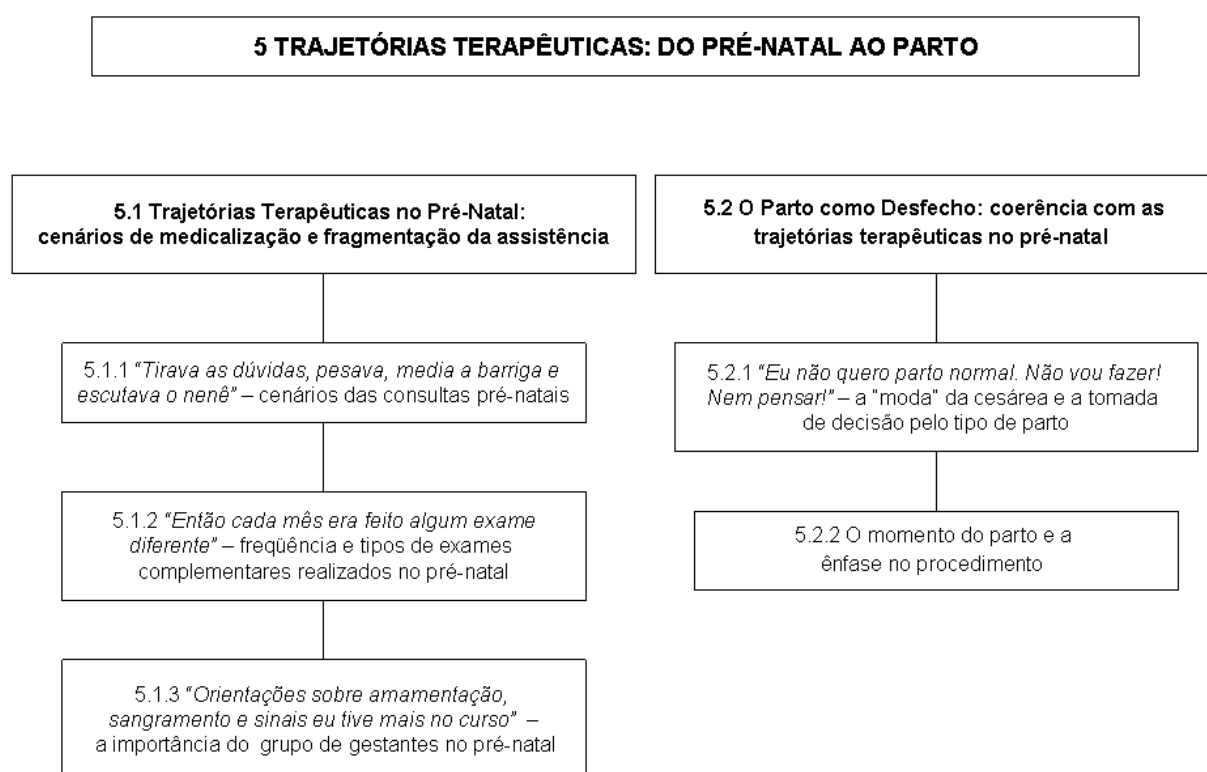 5 TRAJETÓRIAS TERAPÊUTICAS: DO PRÉ-NATAL AO PARTO
5.1 Trajetórias Terapêuticas no Pré-Natal:
cenários de medicalização e fragmentação da assistência
5.1.1 "Tirava as dúvidas, pesava, media a barriga e
escutava o nenê" – cenários das consultas pré-natais
5.1.2 "Então cada mês era feito algum exame
diferente" – freqüência e tipos de exames
complementares realizados no pré-natal
5.1.3 "Orientações sobre amamentação,
sangramento e sinais eu tive mais no curso" –
a importância do grupo de gestantes no pré-natal
5.2 O Parto como Desfecho: coerência com as
trajetórias terapêuticas no pré-natal
5.2.1 "Eu não quero parto normal. Não vou fazer!
Nem pensar!" – a "moda" da cesárea e a tomada
de decisão pelo tipo de parto
5.2.2 O momento do parto e a
ênfase no procedimento